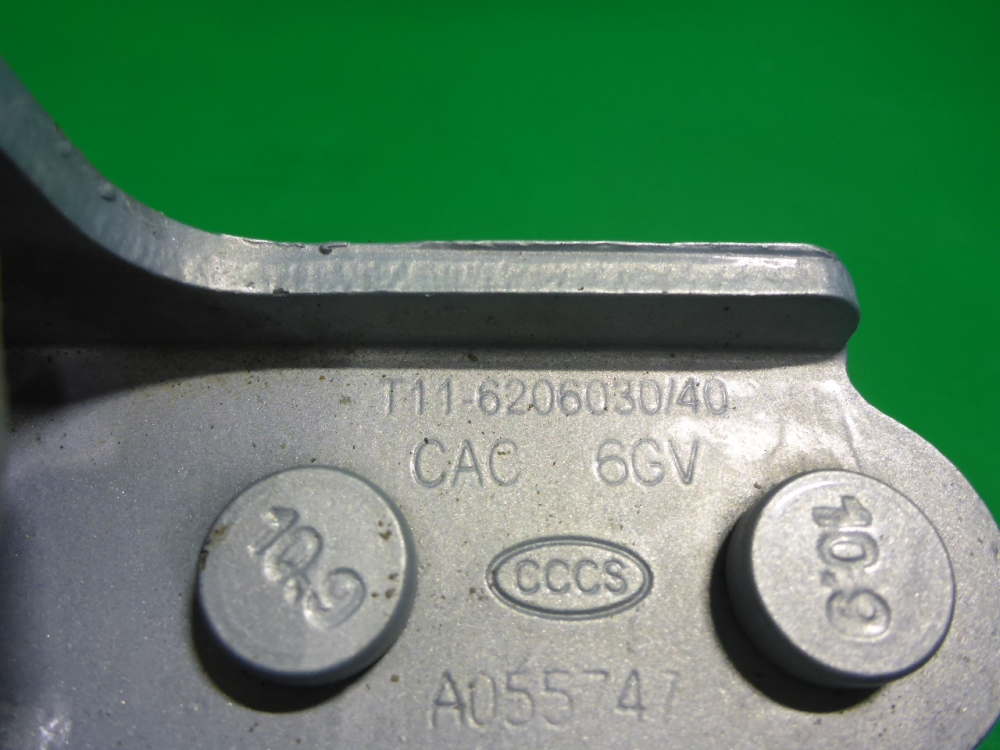 T11-6206030/40
CAC 6GV
10.9
10.9
CCCS
A055747